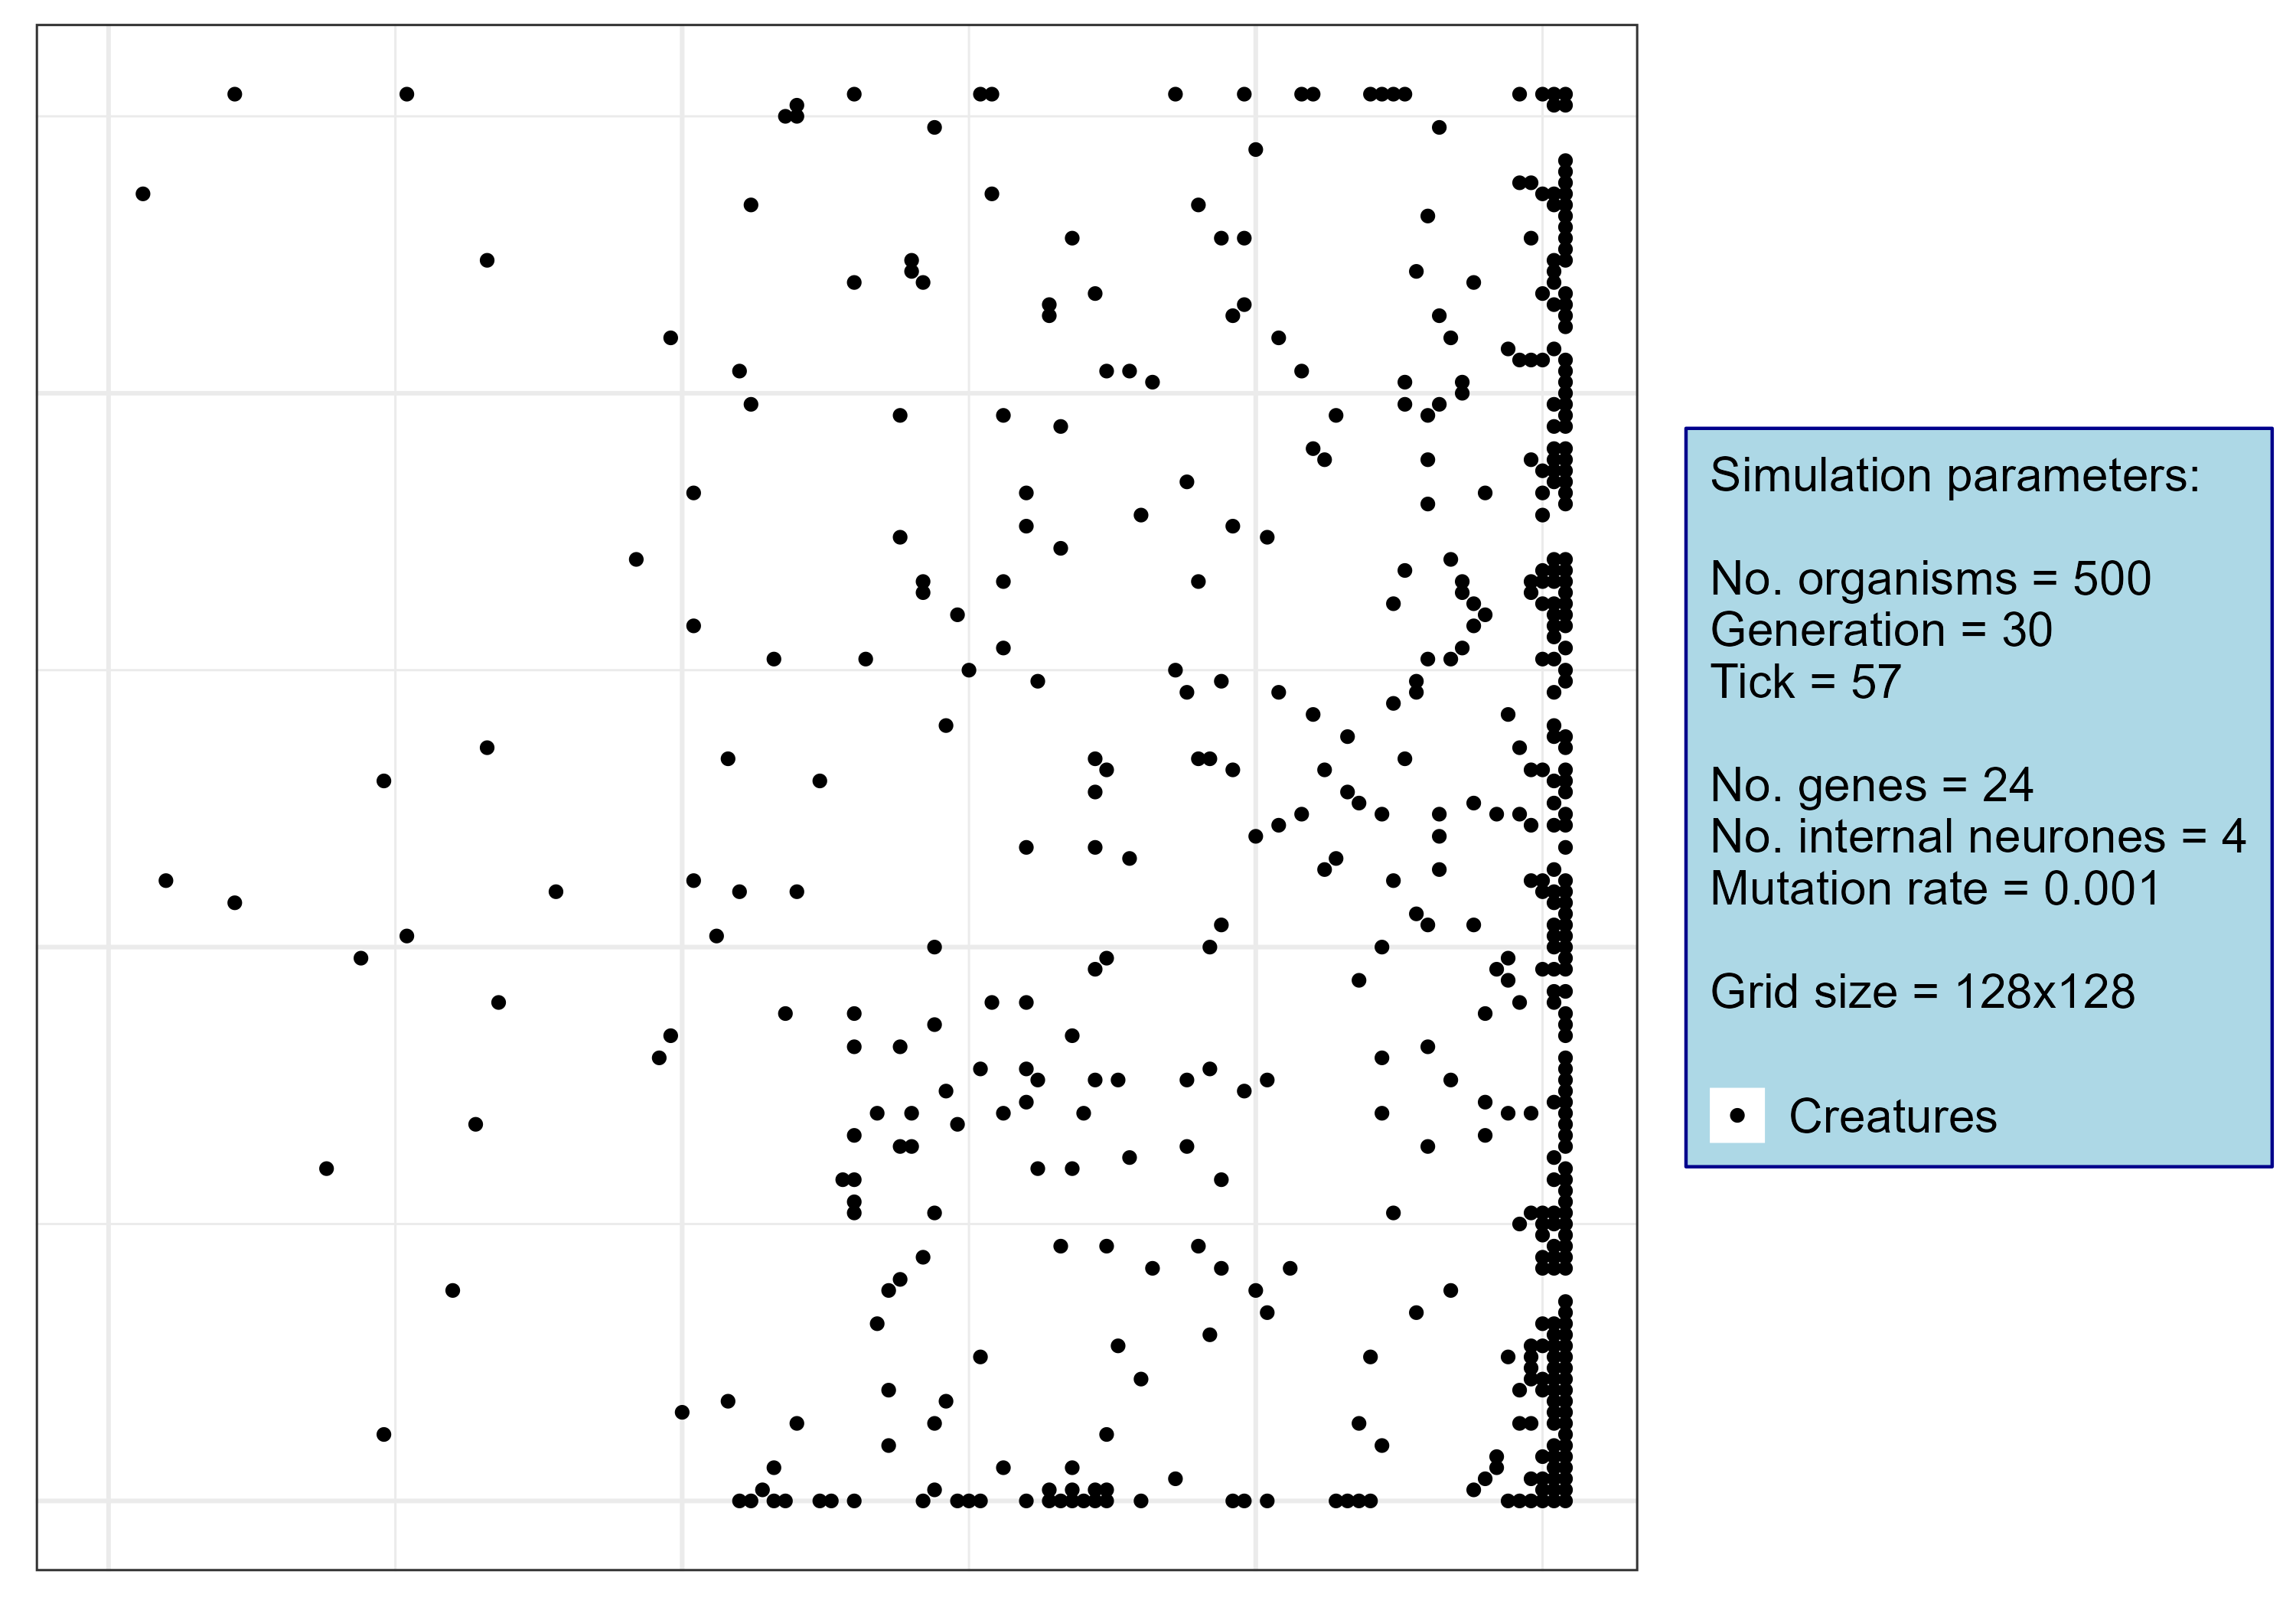 Simulation parameters:
No. organisms = 500
Generation = 30
Tick = 57
No. genes = 24
No. internal neurones = 4
Mutation rate = 0.001
Grid size = 128x128
Creatures